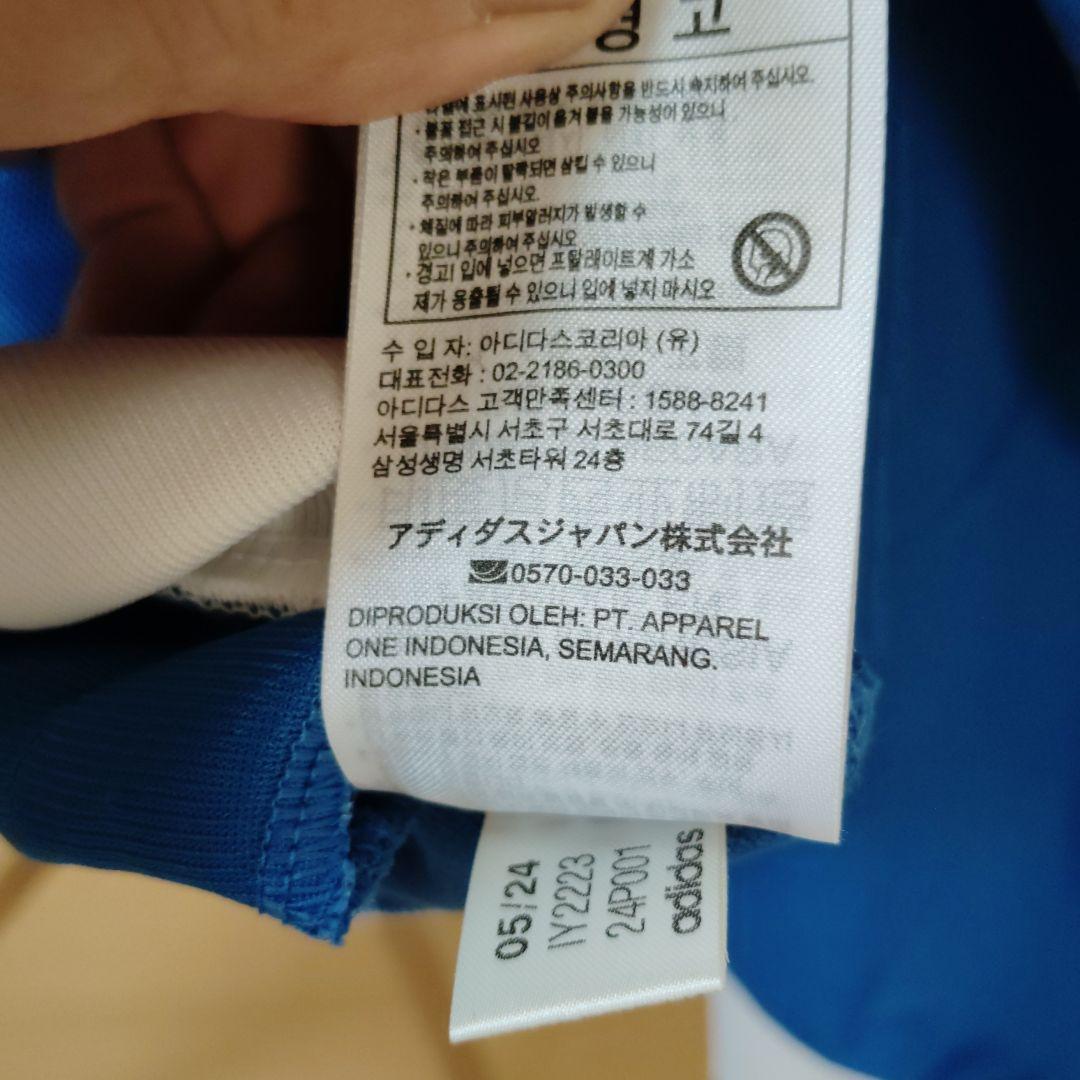 경 고
라벨에 표시된 사용상 주의사항을 반드시 숙지하여 주십시오.
· 불꽃 접근 시 불길이 옮겨 붙을 가능성이 있으니
주의하여 주십시오
· 작은 부품이 탈락되면 삼킬 수 있으니
주의하여 주십시오.
· 체질에 따라 피부알러지가 발생할 수
있으니 주의하여 주십시오
· 경고! 입에 넣으면 프탈레이트계 가소
제가 용출될 수 있으니 입에 넣지 마시오
수 입 자: 아디다스코리아 (유)
대표전화 : 02-2186-0300
아디다스 고객만족센터 : 1588-8241
서울특별시 서초구 서초대로 74길 4
삼성생명 서초타워 24층
アディダスジャパン株式会社
0570-033-033
DIPRODUKSI OLEH: PT. APPAREL
ONE INDONESIA, SEMARANG.
INDONESIA
05/24
IY2223
24P001
adidas